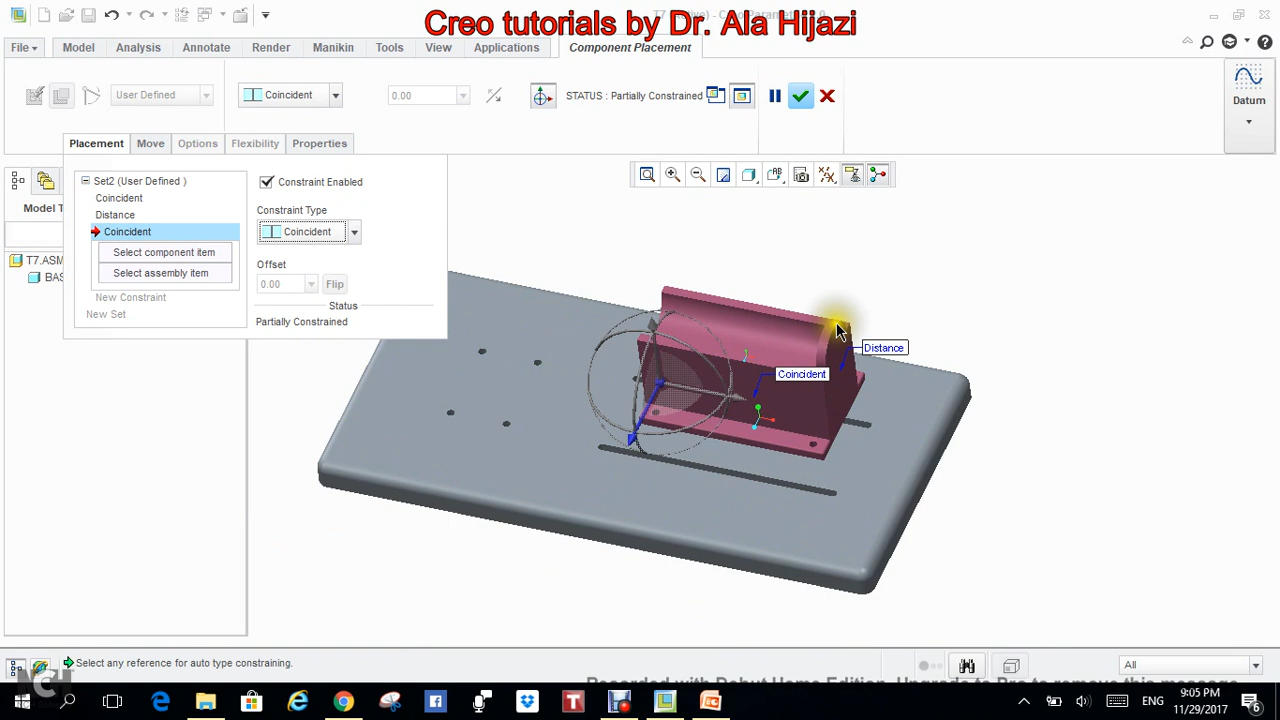 Creo tutorials by Dr. Ala Hijazi
File Model Analysis Annotate Render Manikin Tools View Applications Component Placement
User Defined Coincident 0.00 STATUS : Partially Constrained
Datum
Placement Move Options Flexibility Properties
Set2 (User Defined )
Coincident
Distance
Coincident
Select component item
Select assembly item
New Constraint
New Set
Constraint Enabled
Constraint Type
Coincident
Offset
0.00 Flip
Status
Partially Constrained
Model T
T7.ASM
BAS
Distance
Coincident
Select any reference for auto type constraining.
All
NCH
ENG
9:05 PM
11/29/2017
6